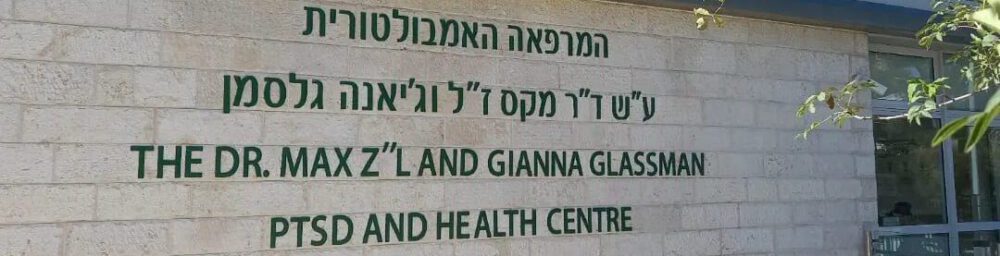 המרפאה האמבולטורית
ע"ש ד"ר מקס ז"ל וג'יאנה גלסמן
THE DR. MAX Z"L AND GIANNA GLASSMAN
PTSD AND HEALTH CENTRE